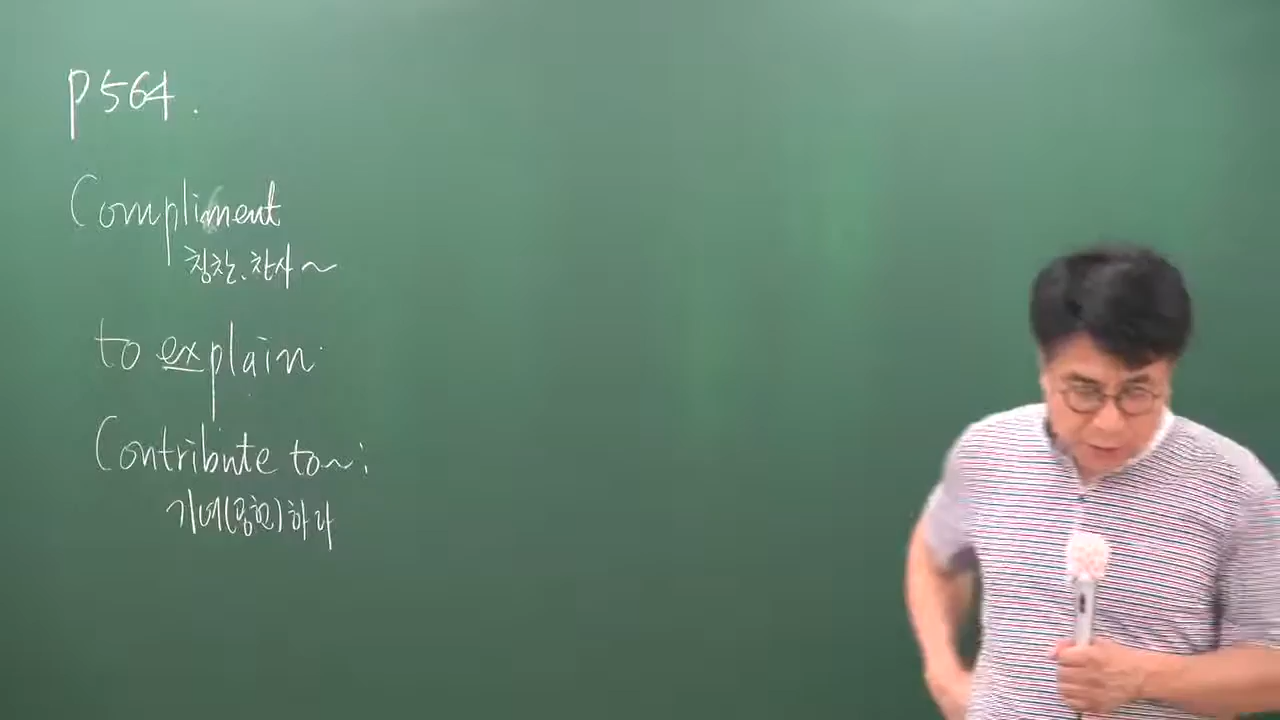 P564.
Compliment
칭찬、찬사~
to explain
Contribute to~:
기여(공헌)하다